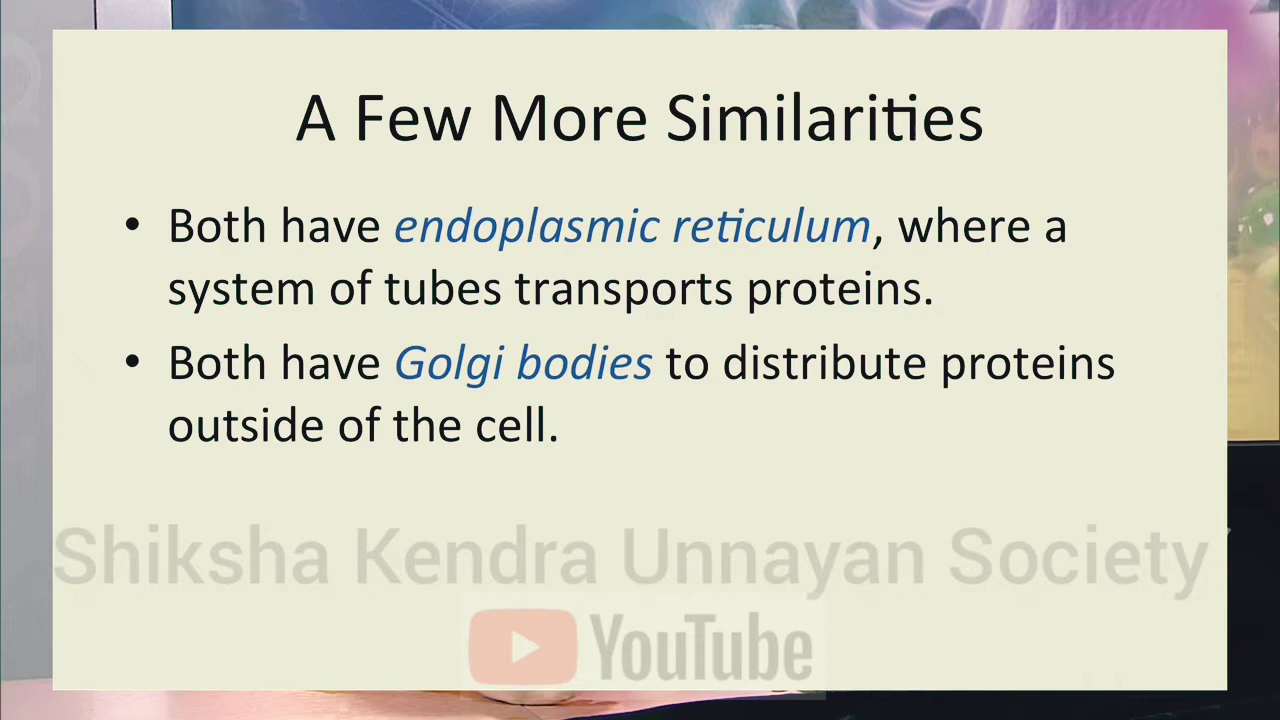 A Few More Similarities
• Both have endoplasmic reticulum, where a
system of tubes transports proteins.
• Both have Golgi bodies to distribute proteins
outside of the cell.
Shiksha Kendra Unnayan Society
YouTube